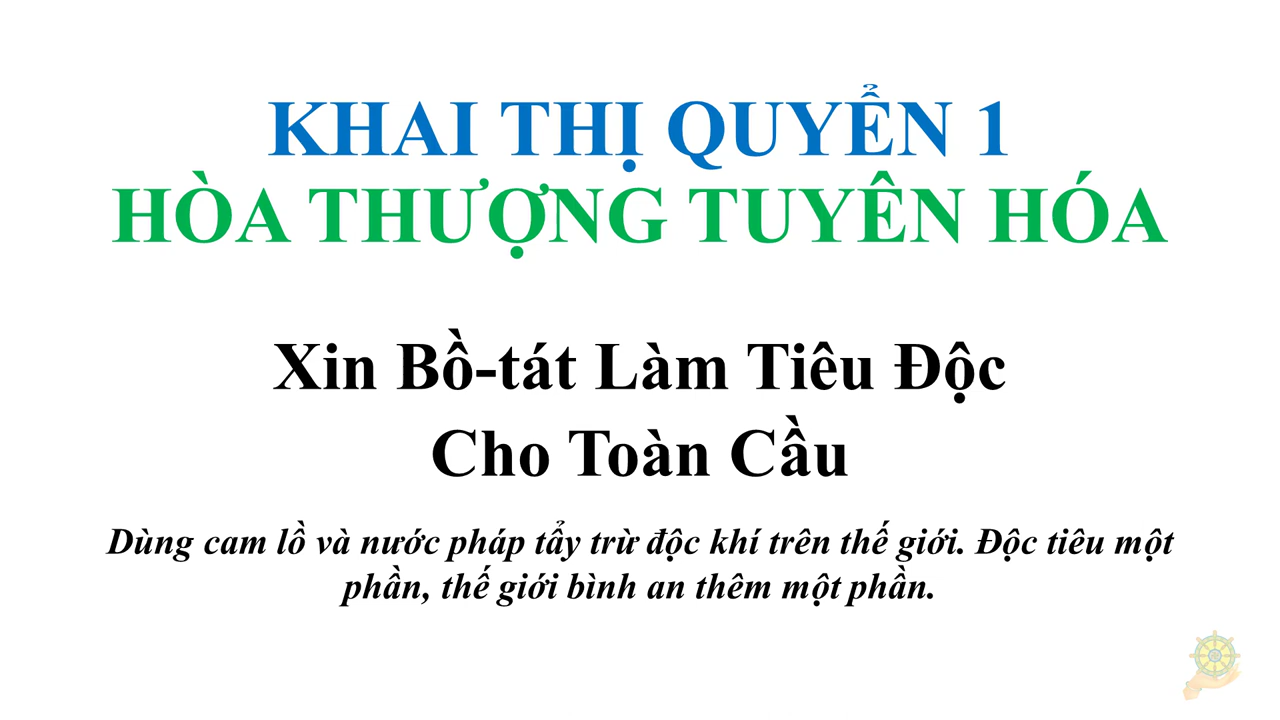 KHAI THỊ QUYỂN 1
HÒA THƯỢNG TUYÊN HÓA
Xin Bồ-tát Làm Tiêu Độc
Cho Toàn Cầu
Dùng cam lồ và nước pháp tẩy trừ độc khí trên thế giới. Độc tiêu một
phần, thế giới bình an thêm một phần.